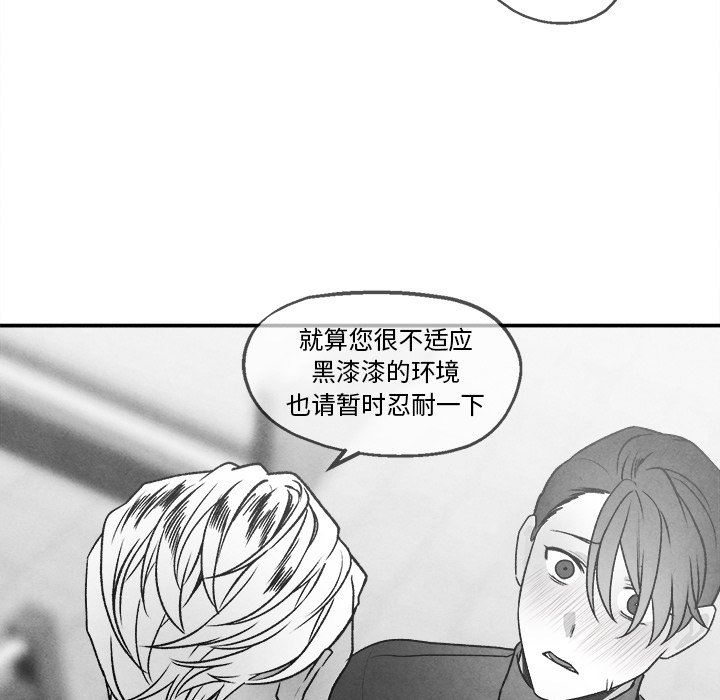 就算您很不适应
黑漆漆的环境
也请暂时忍耐一下